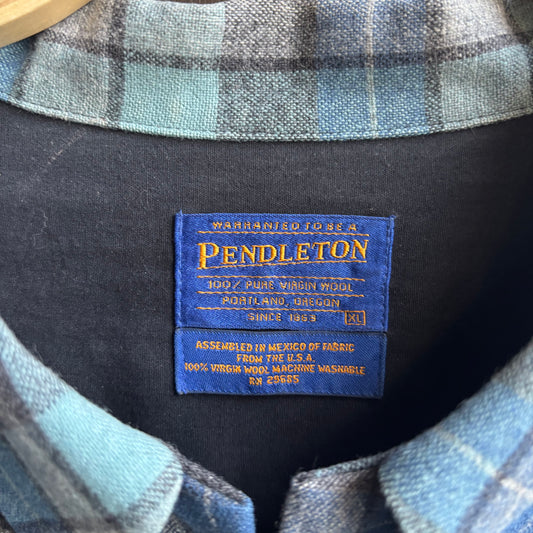 WARRANTED TO BE A
PENDLETON
100% PURE VIRGIN WOOL
PORTLAND, OREGON
SINCE 1863 XL
ASSEMBLED IN MEXICO OF FABRIC
FROM THE U.S.A.
100% VIRGIN WOOL MACHINE WASHABLE
RN 29685